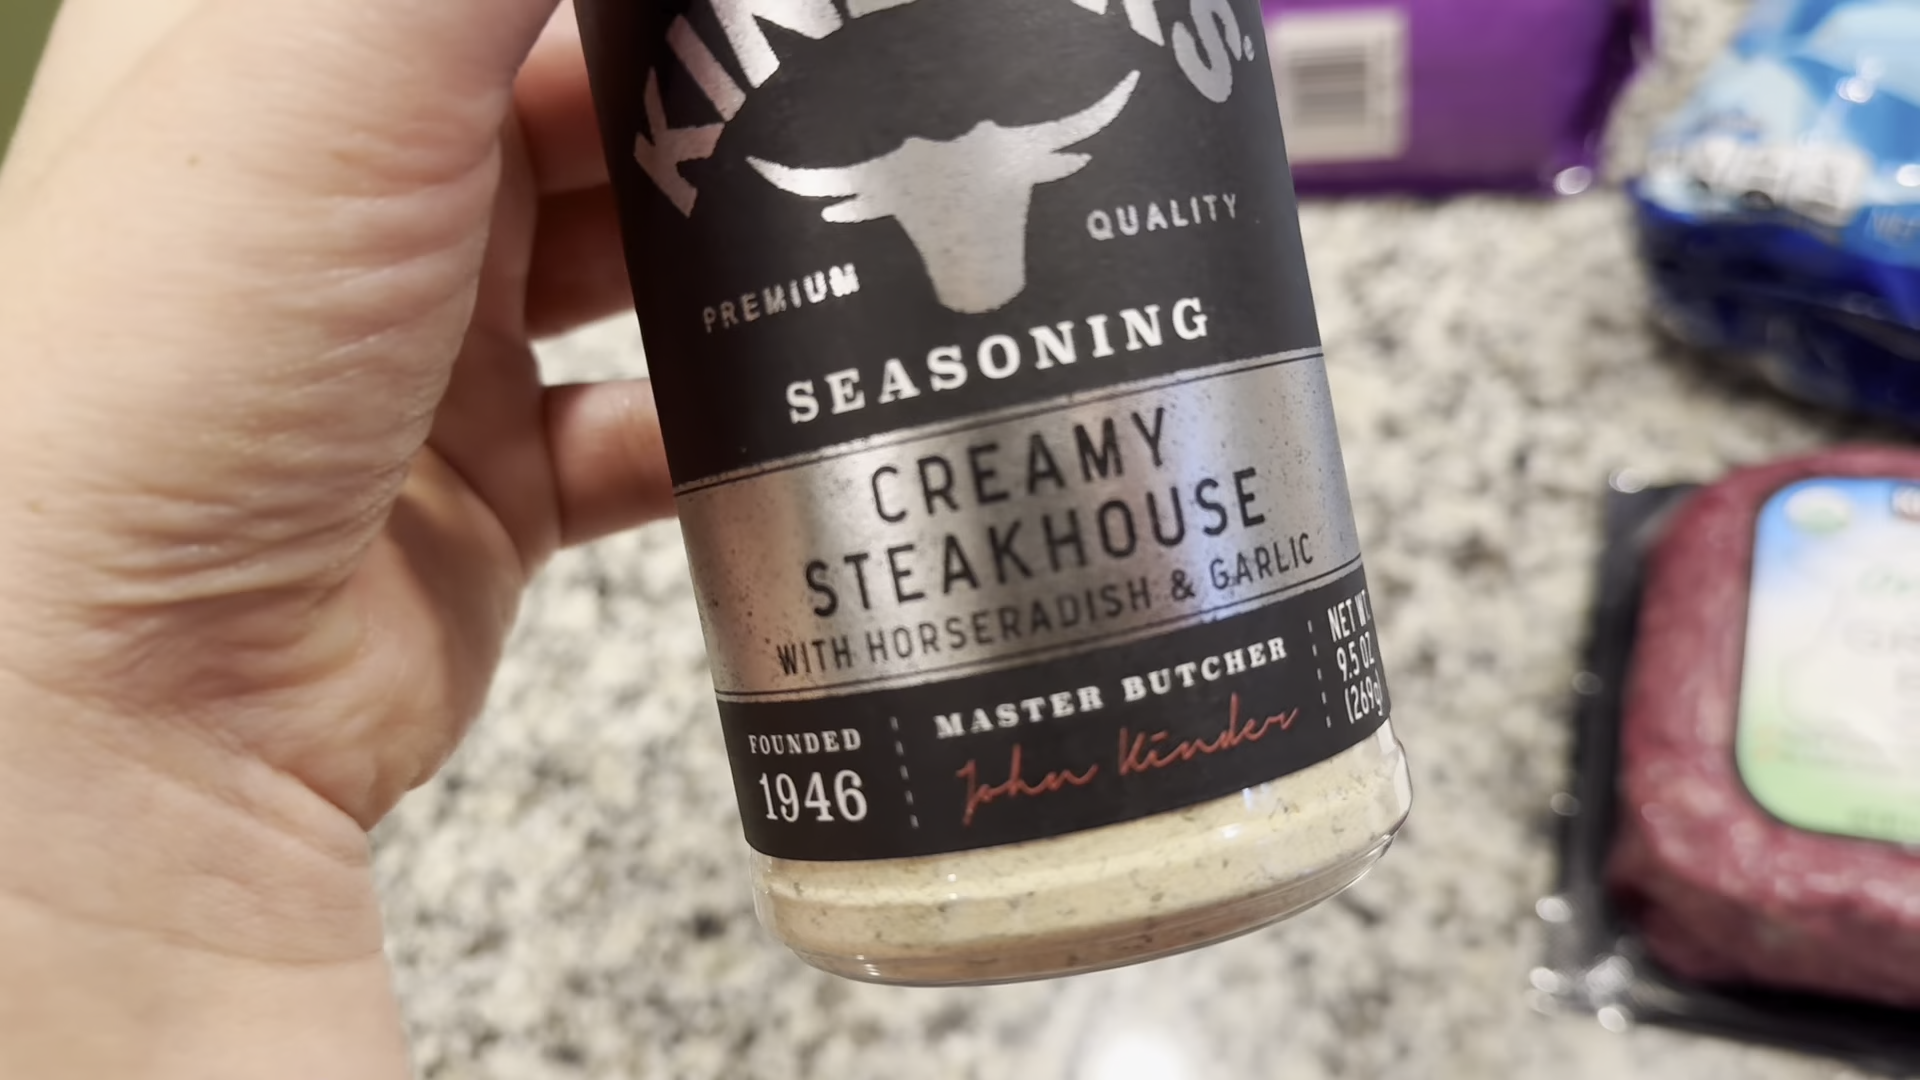 PREMIUM
QUALITY
SEASONING
CREAMY
STEAKHOUSE
WITH HORSERADISH & GARLIC
FOUNDED
1946
MASTER BUTCHER
John Kinder
NET WT.
9.5 OZ
(269g)